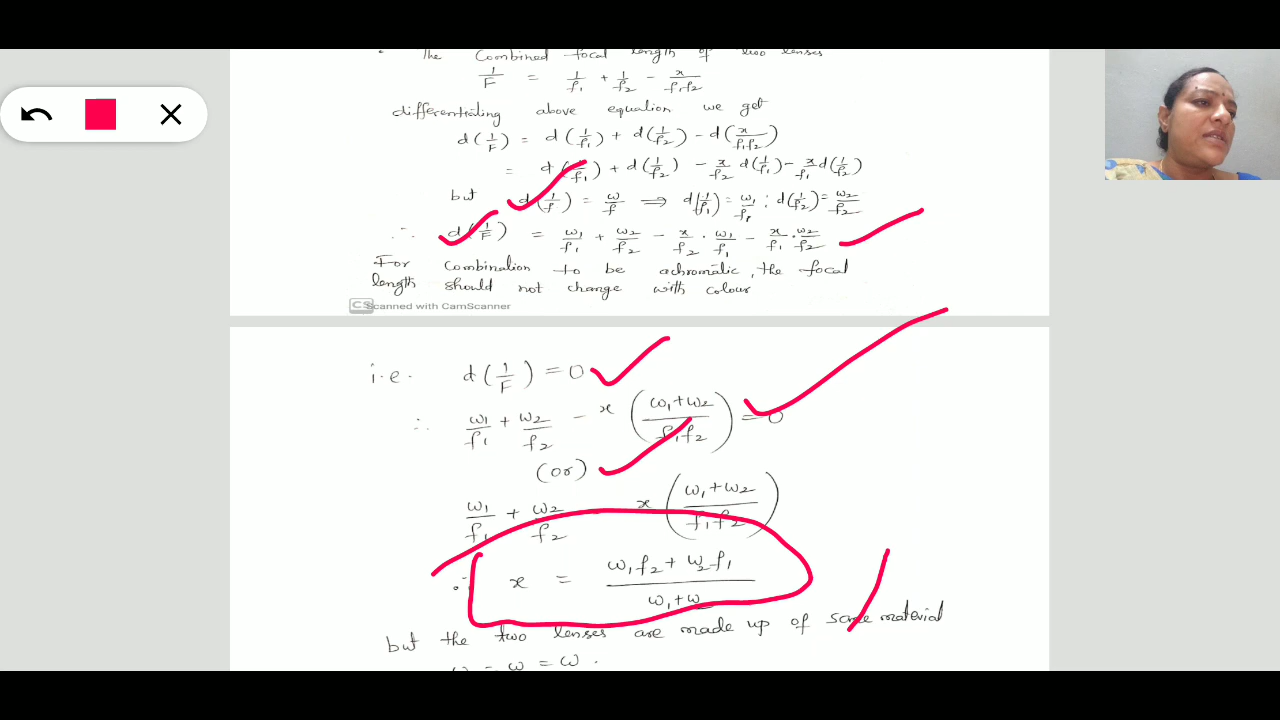 The Combined focal length of two lenses
1/F = 1/f1 + 1/f2 - x/f1f2
differentiating above equation we get
d(1/F) = d(1/f1) + d(1/f2) - d(x/f1f2)
= d(1/f1) + d(1/f2) - x/f2 d(1/f1) - x/f1 d(1/f2)
but d(1/f) = ω/f ⟹ d(1/f1) = ω1/f1 ; d(1/f2) = ω2/f2
∴ d(1/F) = ω1/f1 + ω2/f2 - x/f2 · ω1/f1 - x/f1 · ω2/f2
For Combination to be achromatic, the focal
length should not change with colour
CS Scanned with CamScanner
i.e. d(1/F) = 0
∴ ω1/f1 + ω2/f2 - x (ω1+ω2/f1f2) = 0
(or)
ω1/f1 + ω2/f2 x (ω1+ω2/f1f2)
∴ x = ω1f2 + ω2f1/ω1+ω
but the two lenses are made up of same material
ω = ω = ω.